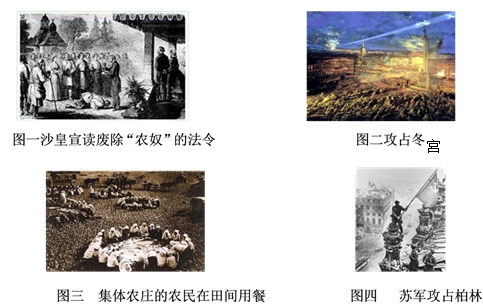 图一沙皇宣读废除“农奴”的法令
图二攻占冬宫
图三 集体农庄的农民在田间用餐
图四 苏军攻占柏林